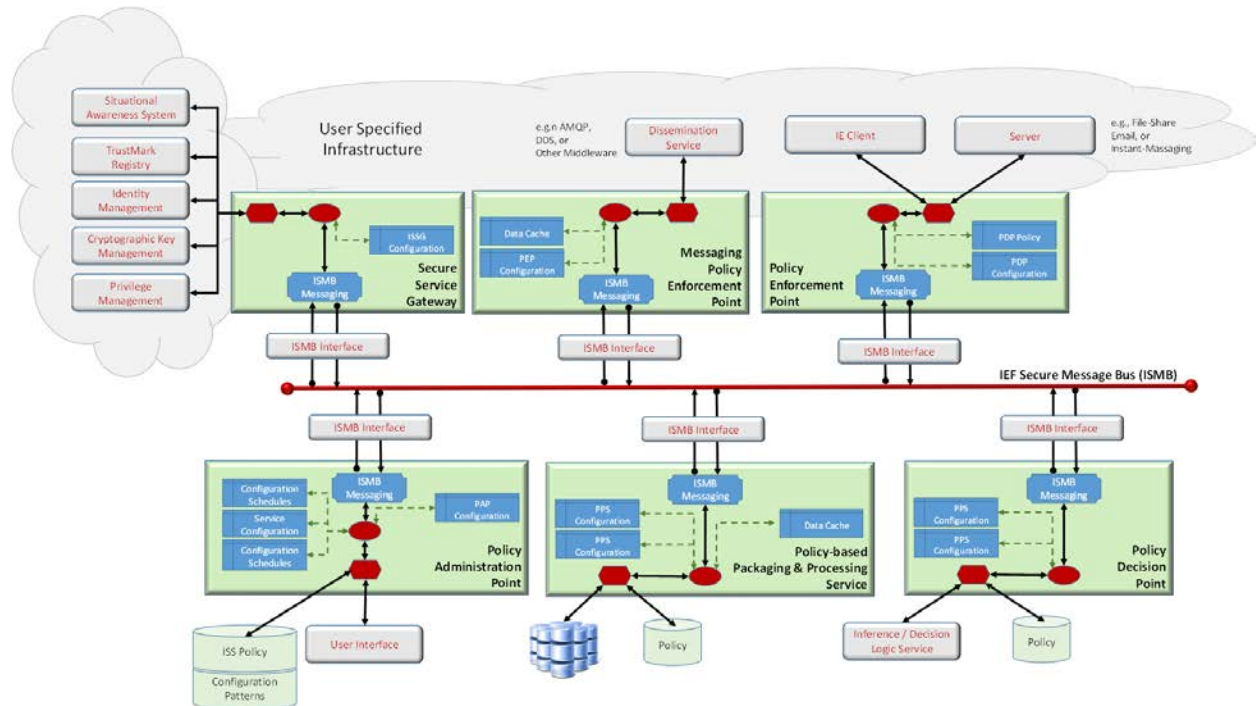 Situational
Awareness System
TrustMark
Registry
Identity
Management
Cryptographic Key
Management
Privilege
Management
User Specified
Infrastructure
e.g.n AMQP,
DDS, or
Other Middleware
Dissemination
Service
IE Client
Server
e.g., File-Share
Email, or
Instant-Massaging
ISSG
Configuration
ISMB
Messaging
Secure
Service
Gateway
Data Cache
PEP
Configuration
ISMB
Messaging
Messaging
Policy
Enforcement
Point
Policy
Enforcement
Point
PDP Policy
PDP
Configuration
ISMB
Messaging
ISMB Interface
ISMB Interface
ISMB Interface
IEF Secure Message Bus (ISMB)
ISMB Interface
ISMB Interface
ISMB Interface
Configuration
Schedules
Service
Configuration
Configuration
Schedules
ISMB
Messaging
PAP
Configuration
Policy
Administration
Point
PPS
Configuration
PPS
Configuration
ISMB
Messaging
Data Cache
Policy-based
Packaging & Processing
Service
PPS
Configuration
PPS
Configuration
ISMB
Messaging
Policy
Decision
Point
ISS Policy
Configuration
Patterns
User Interface
Policy
Inference / Decision
Logic Service
Policy